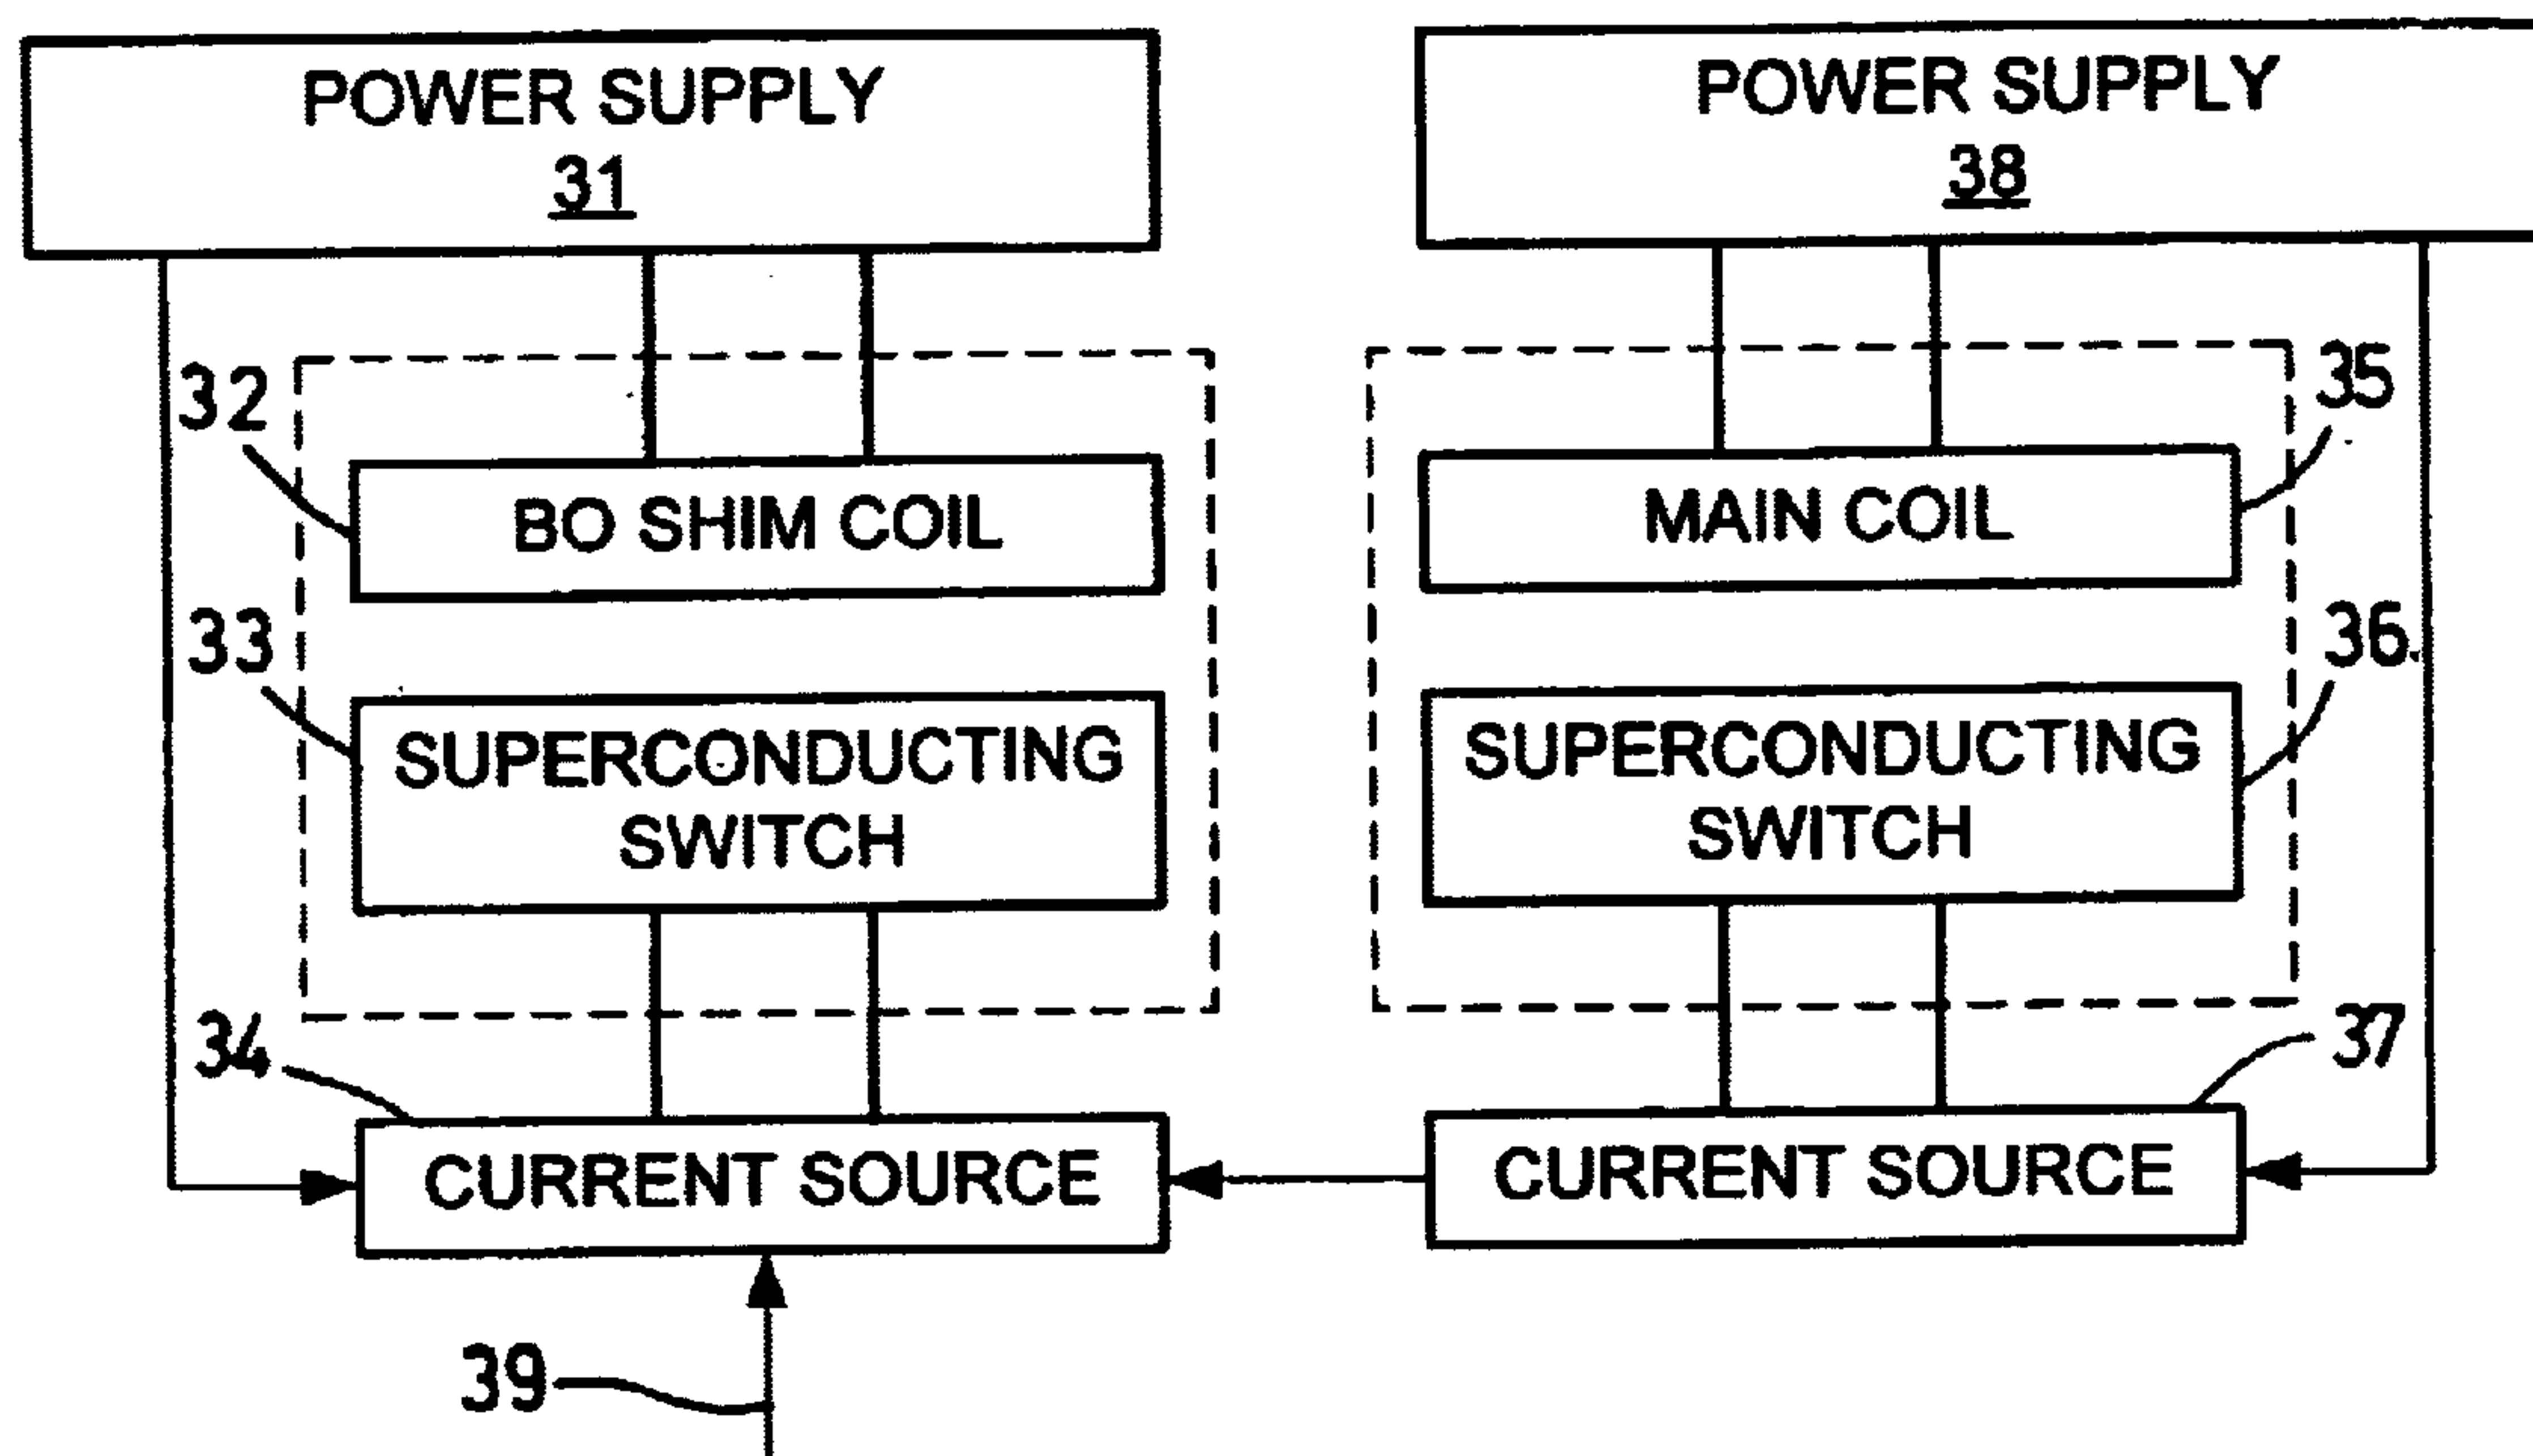 POWER SUPPLY
31
POWER SUPPLY
38
32
BO SHIM COIL
MAIN COIL
35
33
SUPERCONDUCTING
SWITCH
SUPERCONDUCTING
SWITCH
36
34
CURRENT SOURCE
CURRENT SOURCE
37
39